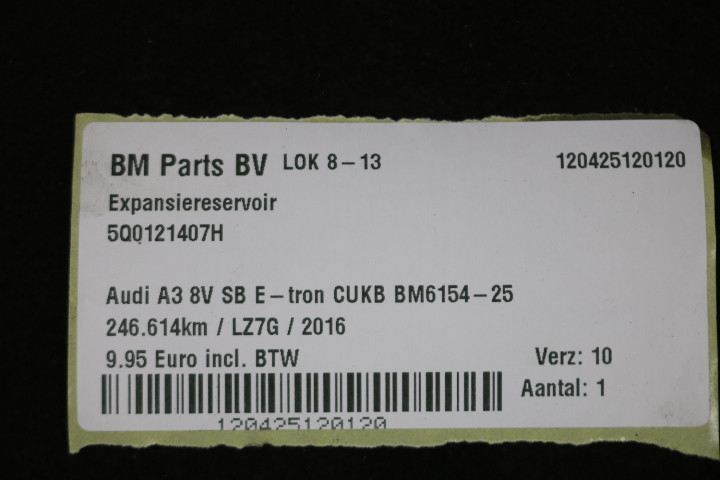 BM Parts BV LOK 8-13 120425120120
Expansiereservoir
5Q0121407H
Audi A3 8V SB E-tron CUKB BM6154-25
246.614km / LZ7G / 2016
9.95 Euro incl. BTW Verz: 10
Aantal: 1
120425120120